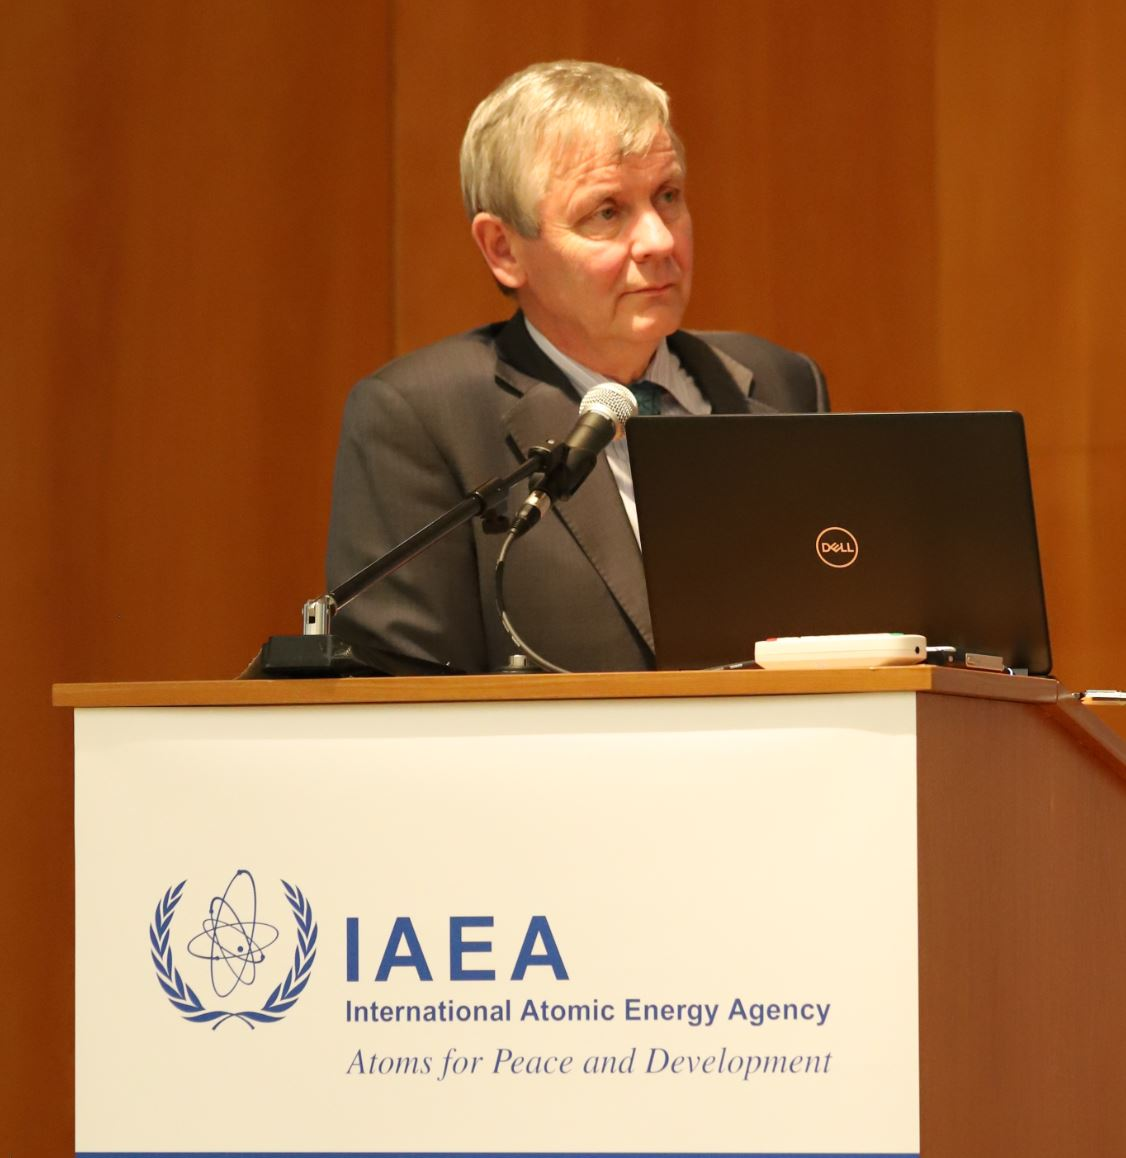 DELL
IAEA
International Atomic Energy Agency
Atoms for Peace and Development